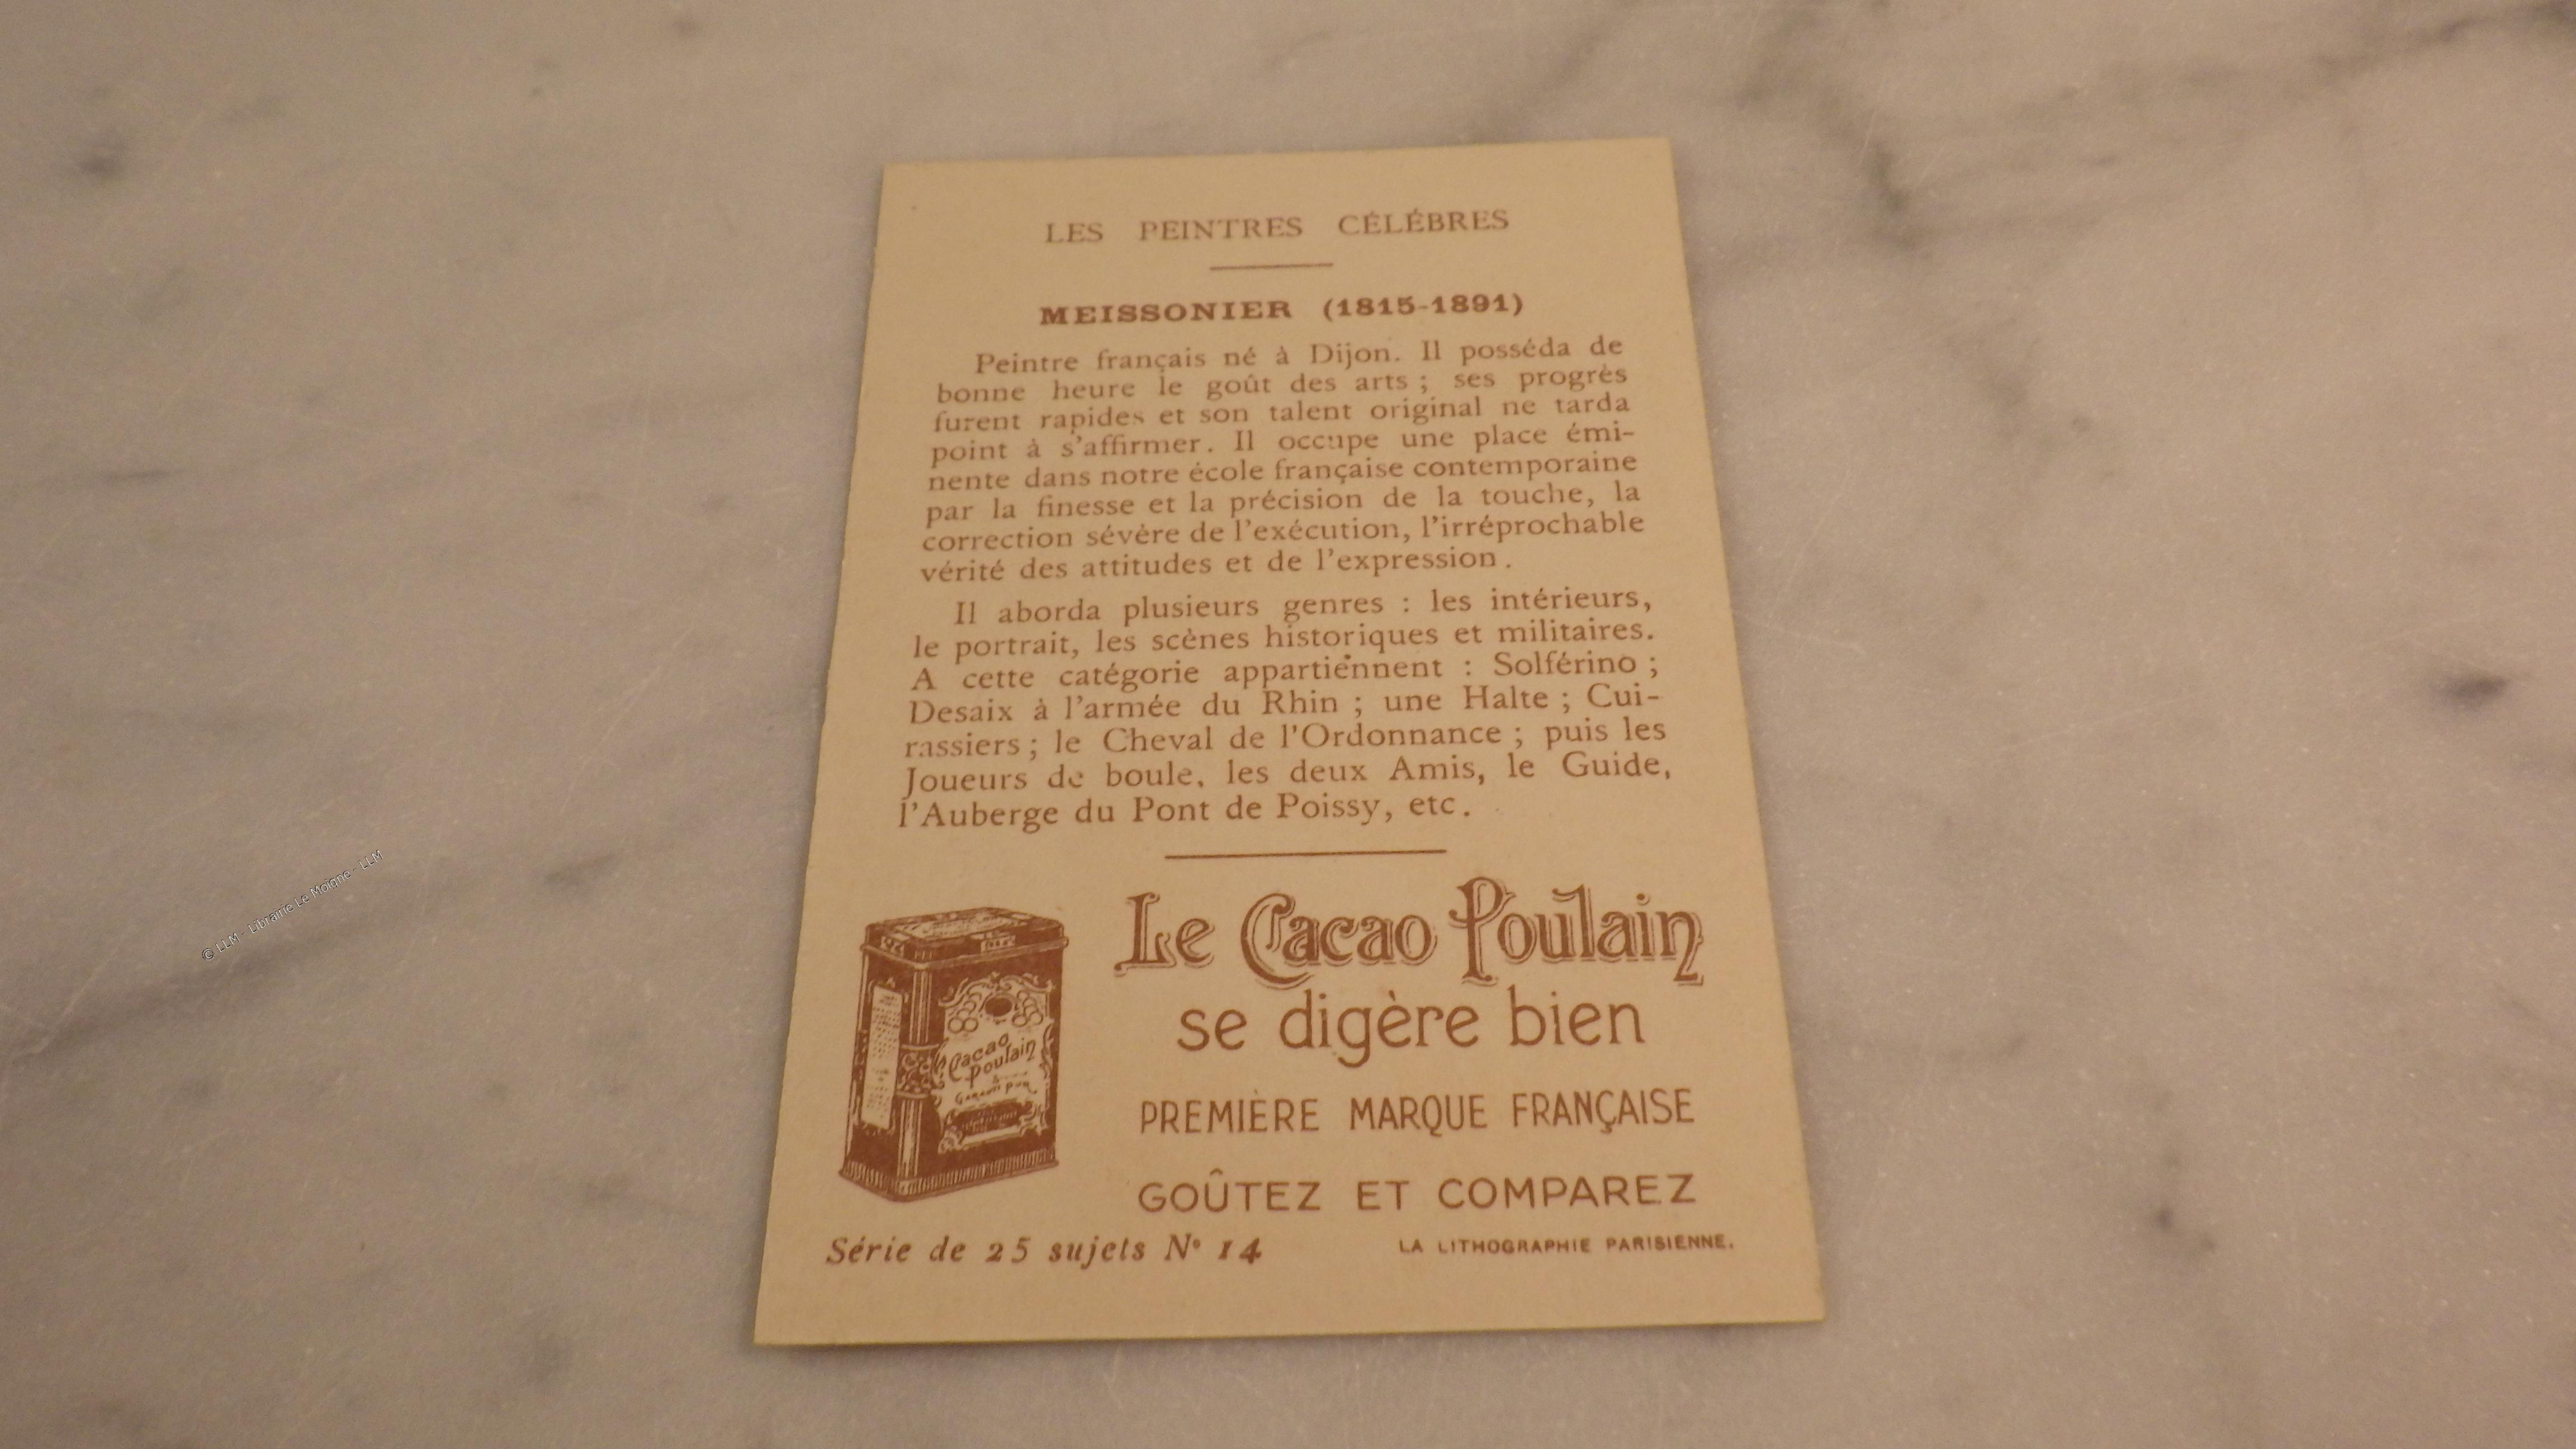 LES PEINTRES CÉLÉBRES
MEISSONIER (1815-1891)
Peintre français né à Dijon. Il posséda de
bonne heure le goût des arts ; ses progrès
furent rapides et son talent original ne tarda
point à s'affirmer. Il occupe une place émi-
nente dans notre école française contemporaine
par la finesse et la précision de la touche, la
correction sévère de l'exécution, l'irréprochable
vérité des attitudes et de l'expression.
Il aborda plusieurs genres : les intérieurs,
le portrait, les scènes historiques et militaires.
A cette catégorie appartiennent : Solférino ;
Desaix à l'armée du Rhin ; une Halte ; Cui-
rassiers ; le Cheval de l'Ordonnance ; puis les
Joueurs de boule, les deux Amis, le Guide,
l'Auberge du Pont de Poissy, etc.
Le Cacao Poulain
se digère bien
PREMIÈRE MARQUE FRANÇAISE
GOÛTEZ ET COMPAREZ
Cacao
Poulain
Série de 25 sujets N° 14
LA LITHOGRAPHIE PARISIENNE.
© LLM - Librairie Le Moigne - LLM